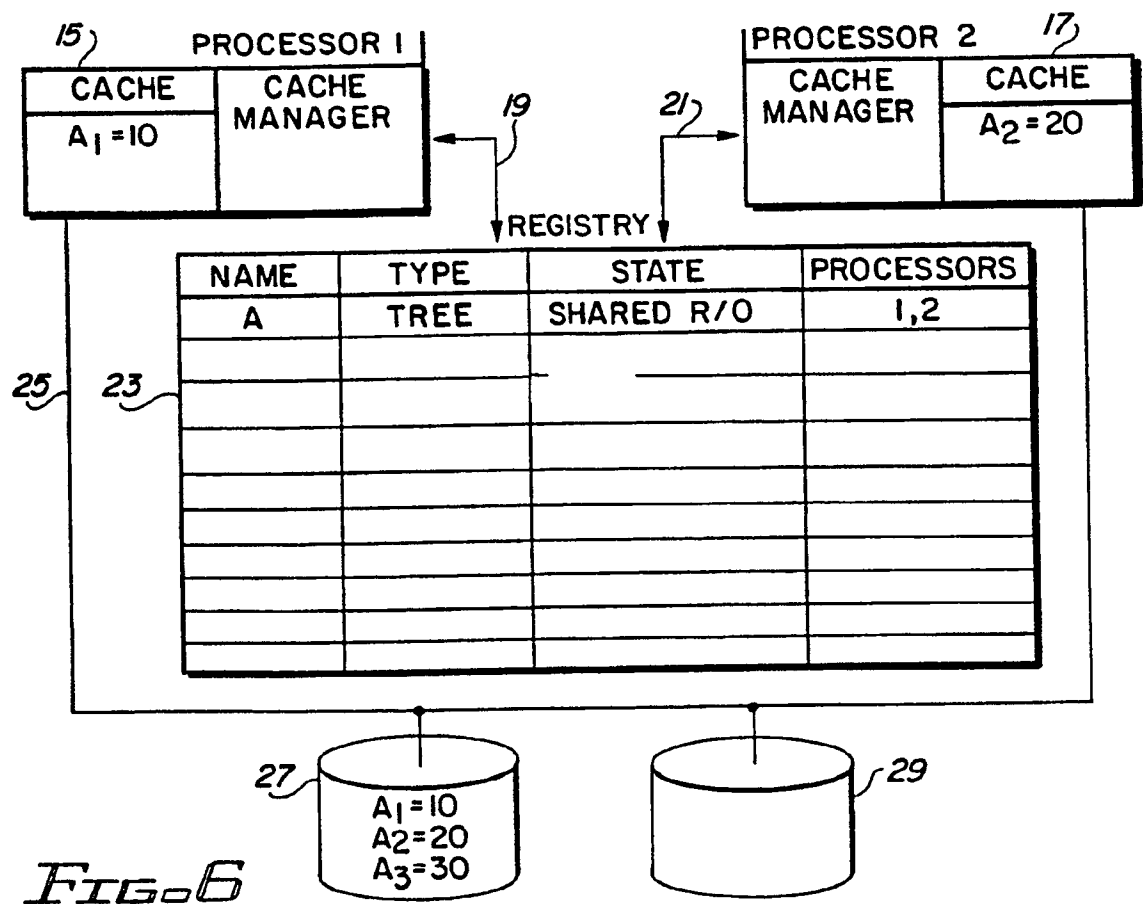 15
PROCESSOR 1
PROCESSOR 2
17
CACHE
CACHE MANAGER
A1=10
19
21
CACHE MANAGER
CACHE
A2=20
REGISTRY
NAME TYPE STATE PROCESSORS
A TREE SHARED R/O 1,2
25
23
27
A1=10
A2=20
A3=30
29
FIG. 6